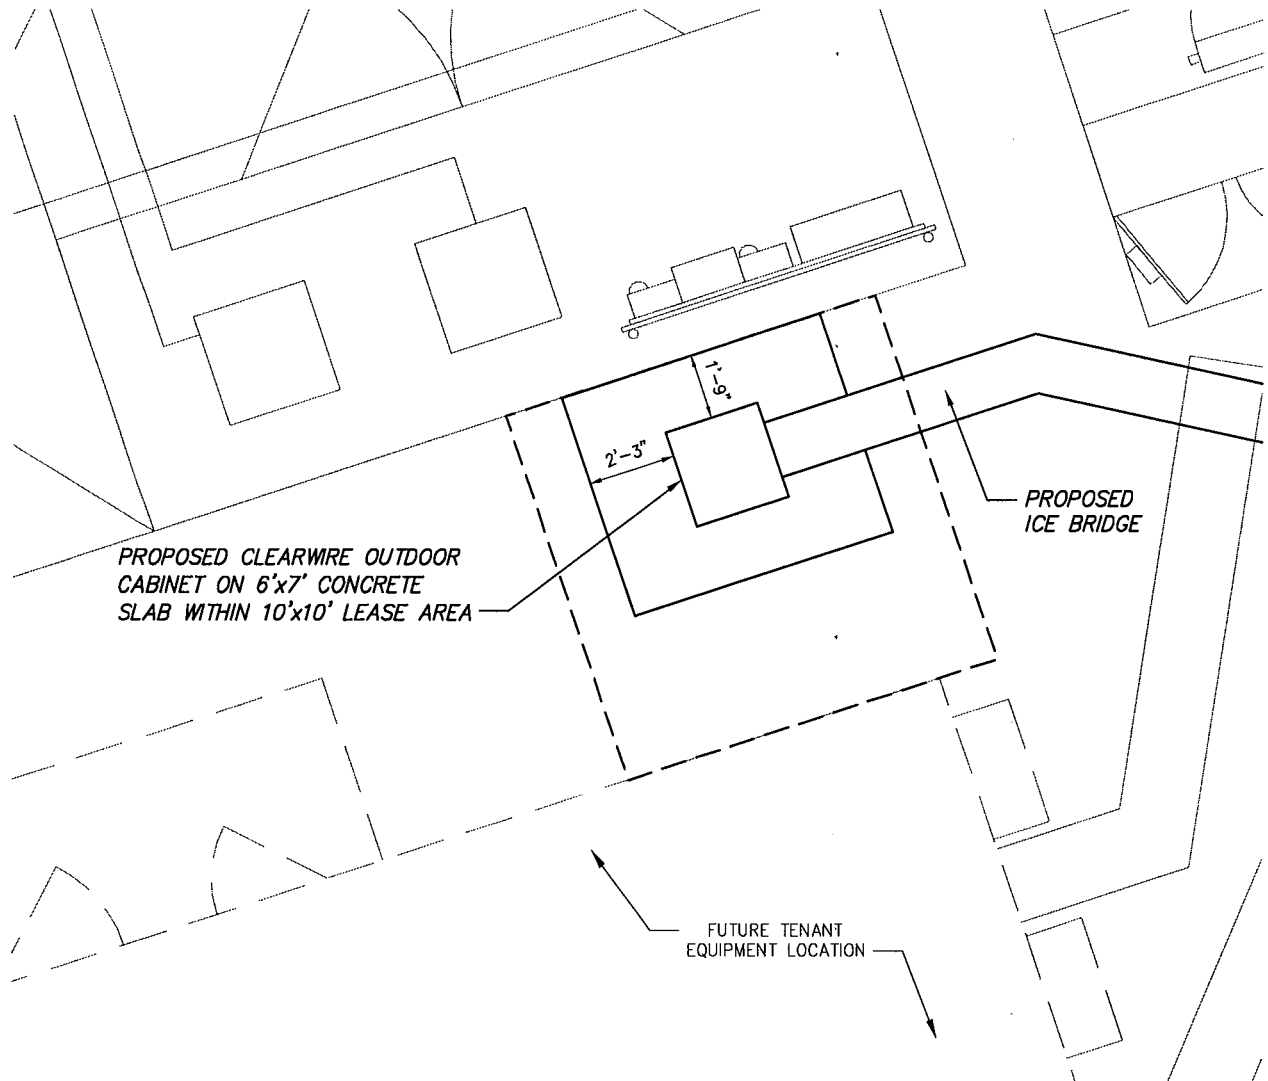 1'-9"
2'-3"
PROPOSED
ICE BRIDGE
PROPOSED CLEARWIRE OUTDOOR
CABINET ON 6'x7' CONCRETE
SLAB WITHIN 10'x10' LEASE AREA
FUTURE TENANT
EQUIPMENT LOCATION